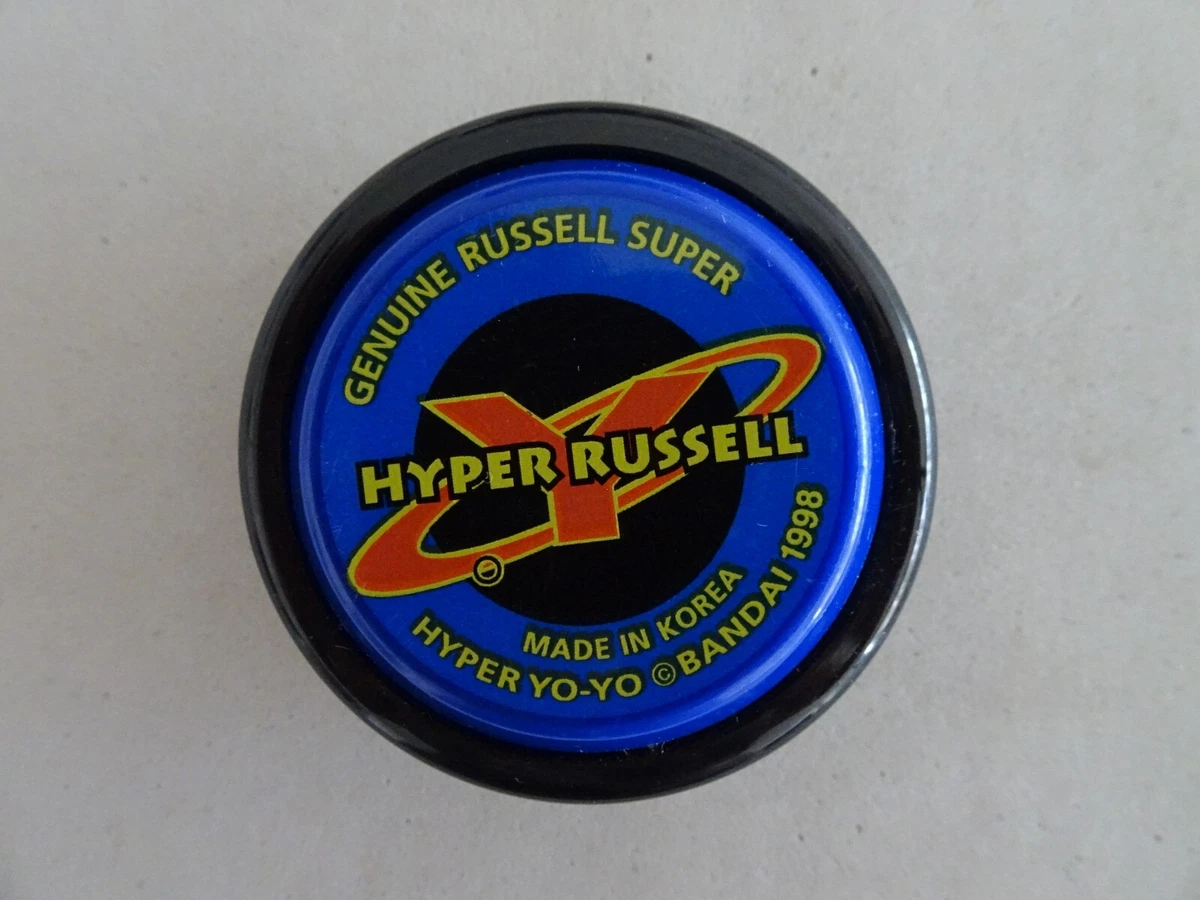 GENUINE RUSSELL SUPER
Y
HYPER RUSSELL
MADE IN KOREA
HYPER YO-YO © BANDAI 1998